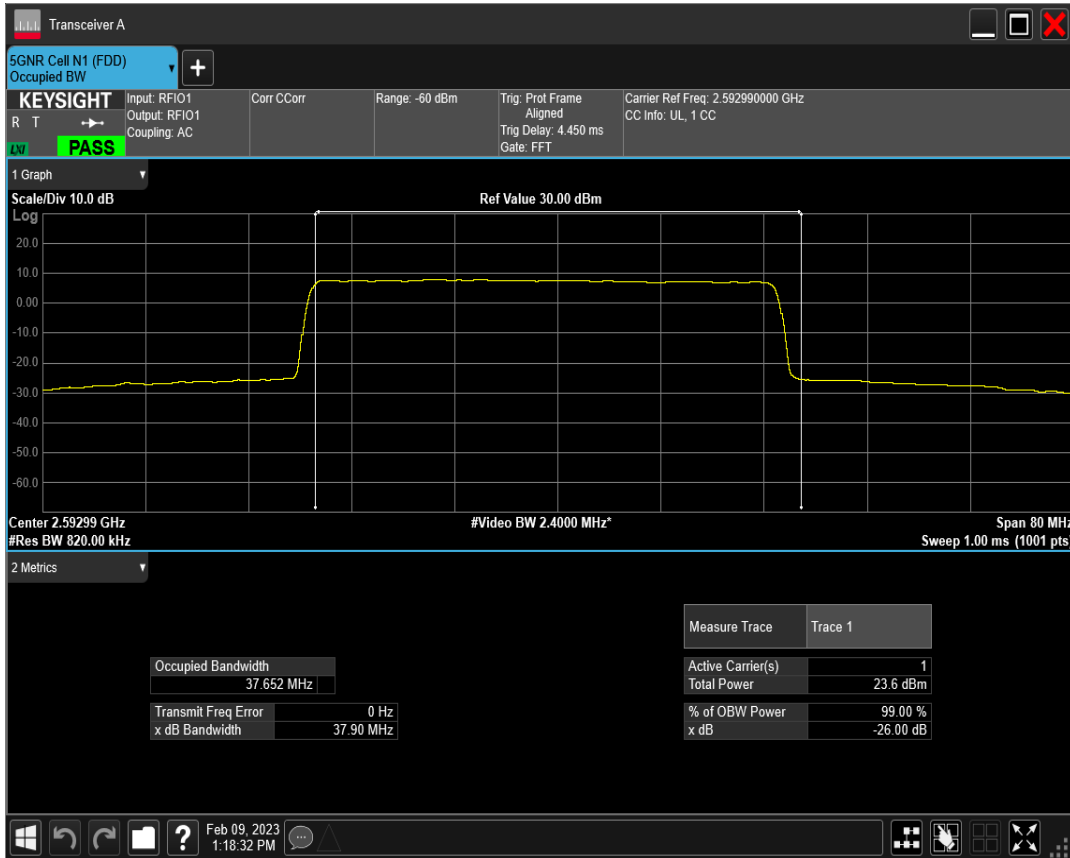 Transceiver A
5GNR Cell N1 (FDD)
Occupied BW
+
KEYSIGHT
R T
LXI
PASS
Input: RFIO1
Output: RFIO1
Coupling: AC
Corr CCorr
Range: -60 dBm
Trig: Prot Frame
Aligned
Trig Delay: 4.450 ms
Gate: FFT
Carrier Ref Freq: 2.592990000 GHz
CC Info: UL, 1 CC
1 Graph
Scale/Div 10.0 dB
Ref Value 30.00 dBm
Log
20.0
10.0
0.00
-10.0
-20.0
-30.0
-40.0
-50.0
-60.0
Center 2.59299 GHz
#Video BW 2.4000 MHz*
Span 80 MHz
#Res BW 820.00 kHz
Sweep 1.00 ms (1001 pts)
2 Metrics
Measure Trace Trace 1
Occupied Bandwidth
37.652 MHz
Active Carrier(s) 1
Total Power 23.6 dBm
Transmit Freq Error 0 Hz
x dB Bandwidth 37.90 MHz
% of OBW Power 99.00 %
x dB -26.00 dB
?
Feb 09, 2023
1:18:32 PM